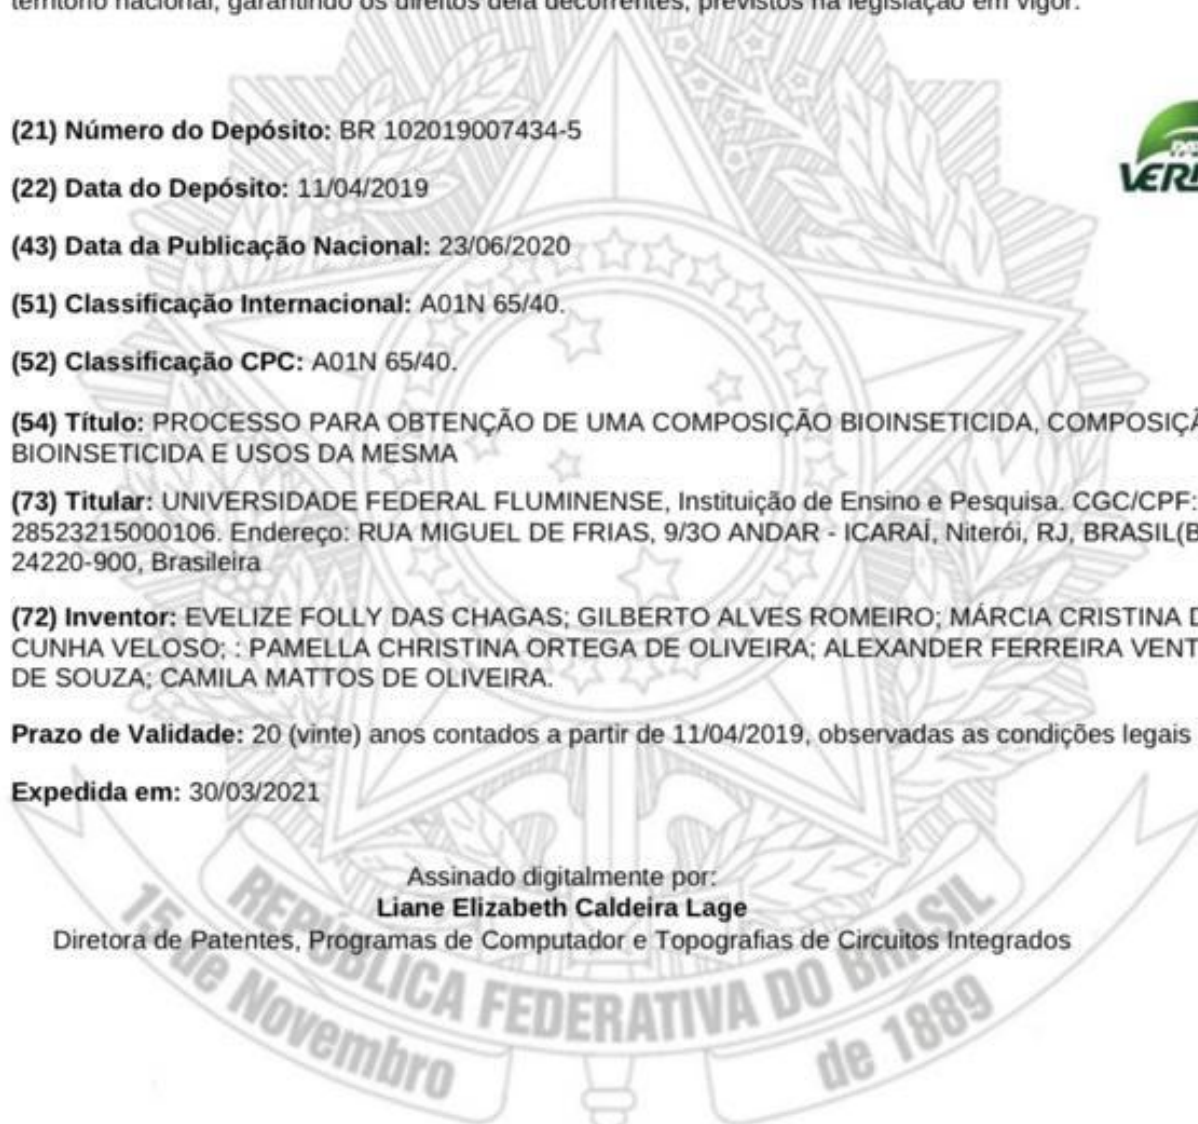 território nacional, garantindo os direitos dela decorrentes, previstos na legislação em vigor.
(21) Número do Depósito: BR 102019007434-5
(22) Data do Depósito: 11/04/2019
(43) Data da Publicação Nacional: 23/06/2020
(51) Classificação Internacional: A01N 65/40.
(52) Classificação CPC: A01N 65/40.
(54) Título: PROCESSO PARA OBTENÇÃO DE UMA COMPOSIÇÃO BIOINSETICIDA, COMPOSIÇÃ
BIOINSETICIDA E USOS DA MESMA
(73) Titular: UNIVERSIDADE FEDERAL FLUMINENSE, Instituição de Ensino e Pesquisa. CGC/CPF:
28523215000106. Endereço: RUA MIGUEL DE FRIAS, 9/3O ANDAR - ICARAÍ, Niterói, RJ, BRASIL(B
24220-900, Brasileira
(72) Inventor: EVELIZE FOLLY DAS CHAGAS; GILBERTO ALVES ROMEIRO; MÁRCIA CRISTINA D
CUNHA VELOSO; : PAMELLA CHRISTINA ORTEGA DE OLIVEIRA; ALEXANDER FERREIRA VENT
DE SOUZA; CAMILA MATTOS DE OLIVEIRA.
Prazo de Validade: 20 (vinte) anos contados a partir de 11/04/2019, observadas as condições legais
Expedida em: 30/03/2021
Assinado digitalmente por:
Liane Elizabeth Caldeira Lage
Diretora de Patentes, Programas de Computador e Topografias de Circuitos Integrados
REPÚBLICA FEDERATIVA DO BRASIL
15 de Novembro
de 1889